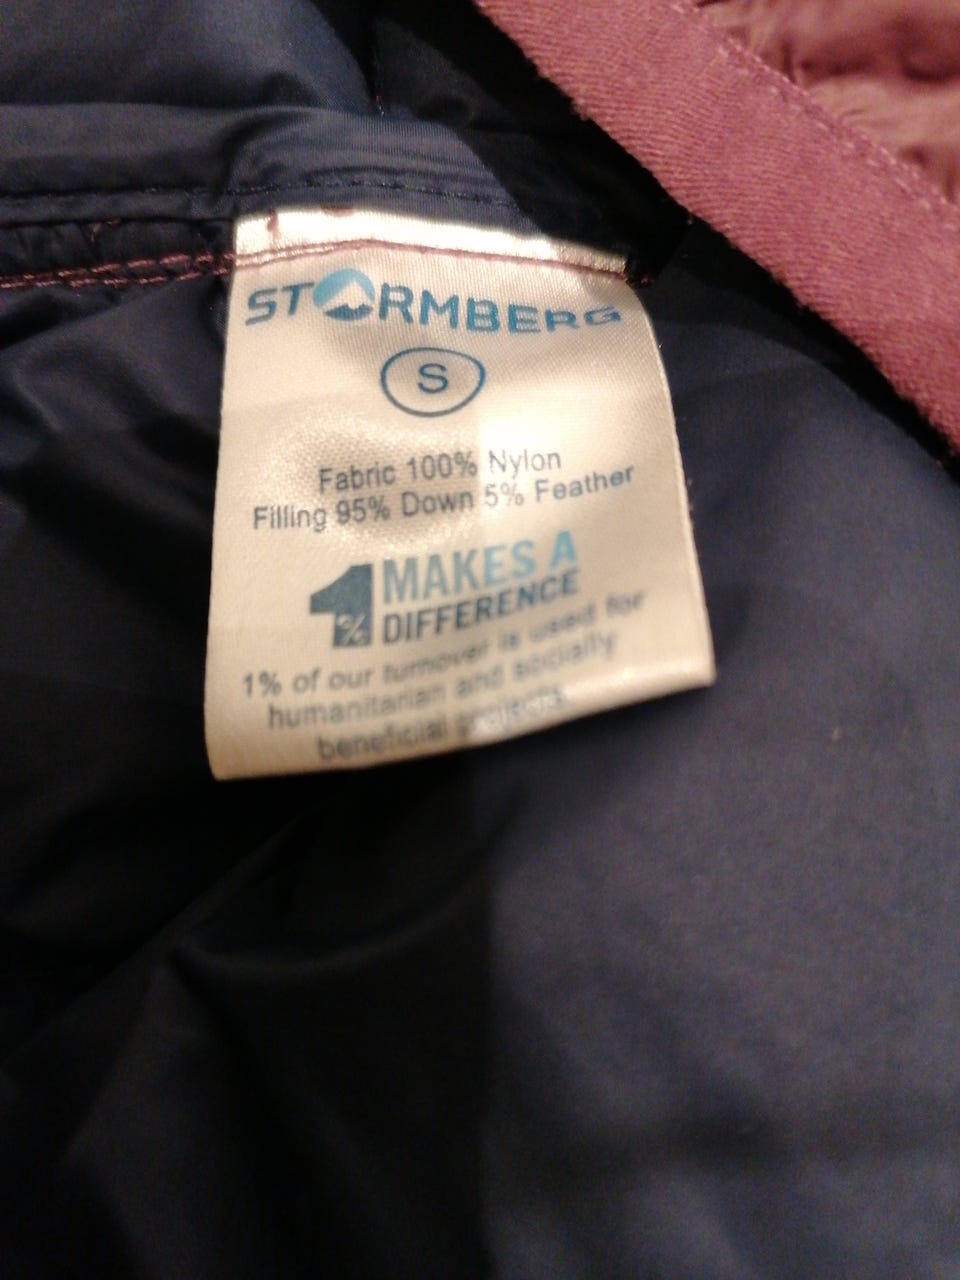 STORMBERG
S
Fabric 100% Nylon
Filling 95% Down 5% Feather
1% MAKES A
DIFFERENCE
1% of our turnover is used for
humanitarian and socially
beneficial projects.